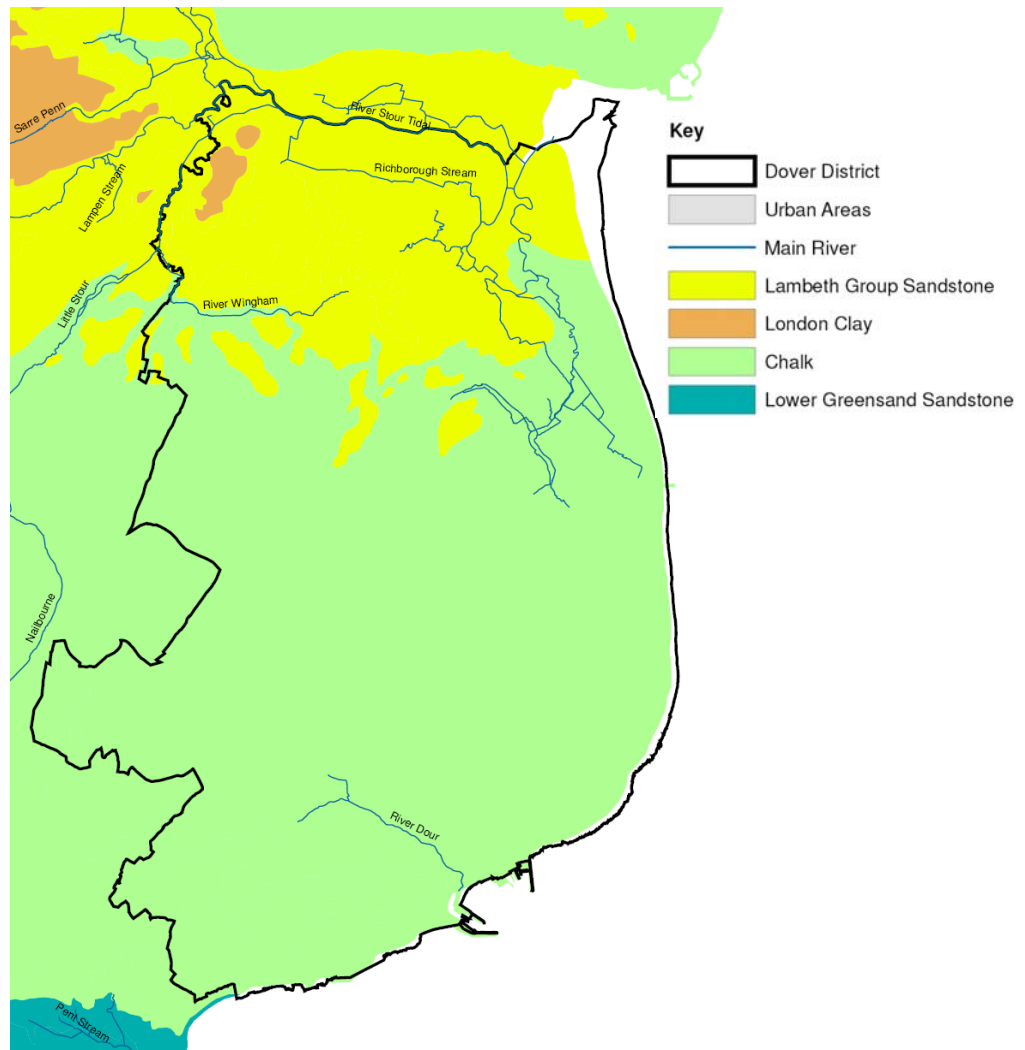 Sarre Penn
River Stour Tidal
Key
Richborough Stream
Dover District
Lampen Stream
Urban Areas
Main River
Little Stour
River Wingham
Lambeth Group Sandstone
London Clay
Chalk
Lower Greensand Sandstone
Nailbourne
River Dour
Pent Stream